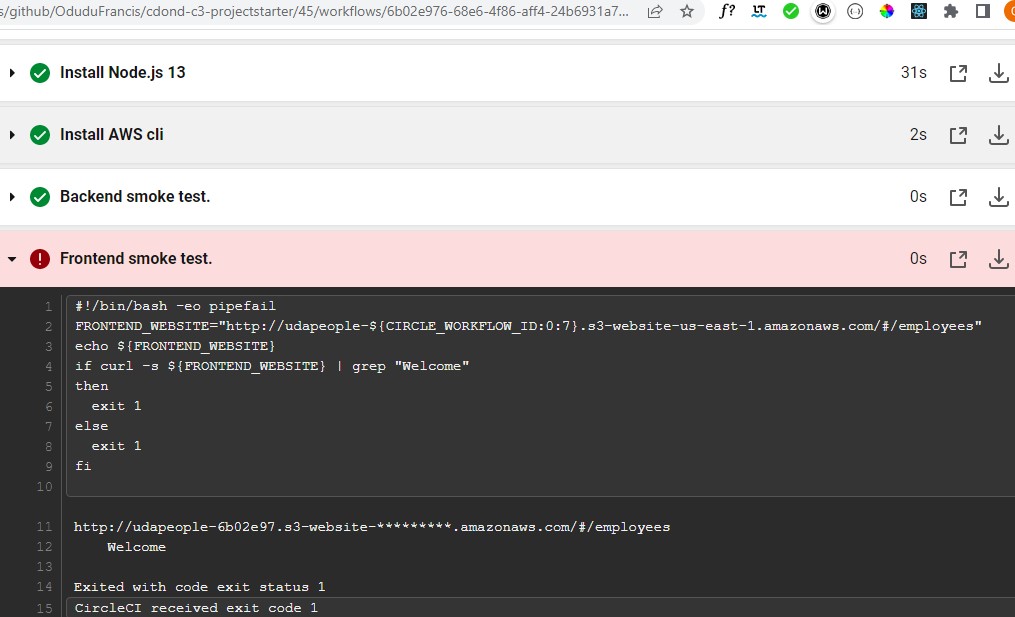 s/github/OduduFrancis/cdond-c3-projectstarter/45/workflows/6b02e976-68e6-4f86-aff4-24b6931a7...
f?
LT
Install Node.js 13
31s
Install AWS cli
2s
Backend smoke test.
0s
Frontend smoke test.
0s
1 #!/bin/bash -eo pipefail
2 FRONTEND_WEBSITE="http://udapeople-${CIRCLE_WORKFLOW_ID:0:7}.s3-website-us-east-1.amazonaws.com/#/employees"
3 echo ${FRONTEND_WEBSITE}
4 if curl -s ${FRONTEND_WEBSITE} | grep "Welcome"
5 then
6 exit 1
7 else
8 exit 1
9 fi
10
11 http://udapeople-6b02e97.s3-website-*********.amazonaws.com/#/employees
12 Welcome
13
14 Exited with code exit status 1
15 CircleCI received exit code 1